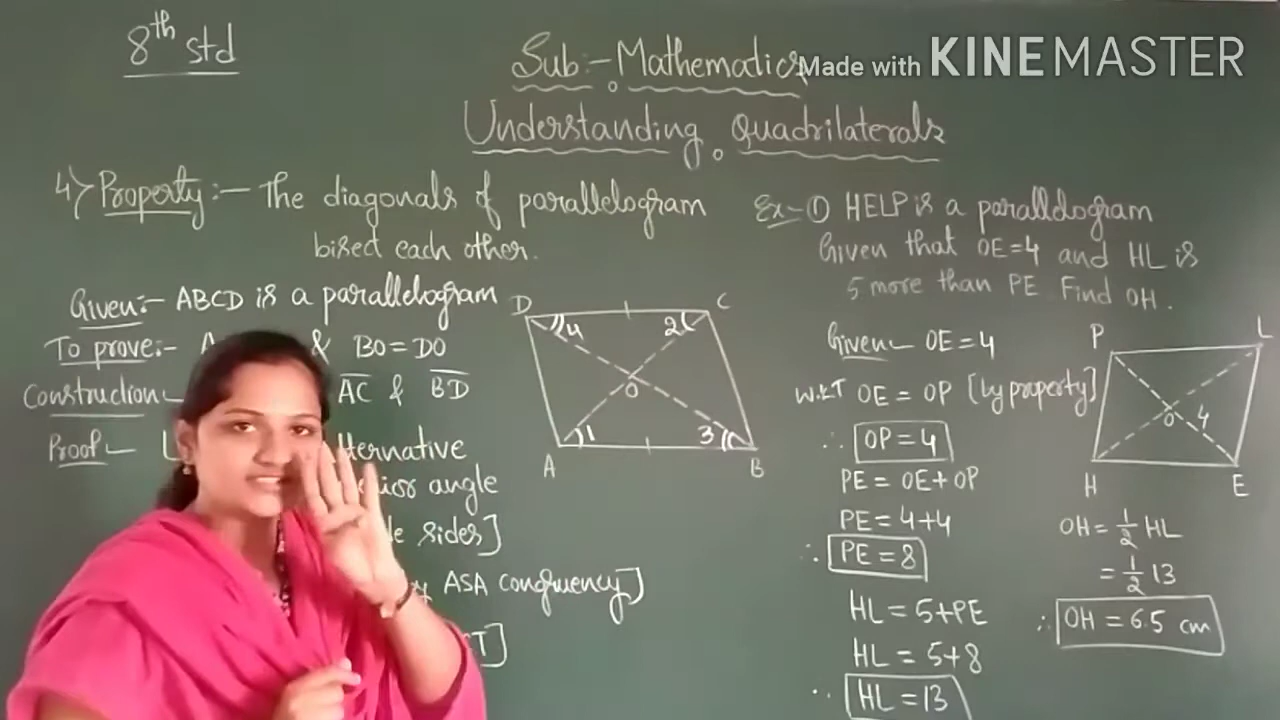 8th std
Sub:- Mathematics
Made with KINEMASTER
Understanding Quadrilaterals
4) Property:- The diagonals of parallelogram
bisect each other.
Given:- ABCD is a parallelogram
To prove:- & BO = DO
Construction AC & BD
Proof alternative
angle
sides]
ASA congruency]
D
C
4
2
O
1
3
A
B
Ex- ① HELP is a parallelogram
Given that OE=4 and HL is
5 more than PE. Find OH.
Given OE=4
W.K.T OE = OP [by property]
∴ OP = 4
PE = OE + OP
PE = 4+4
∴ PE = 8
HL = 5+PE
HL = 5+8
∴ HL = 13
P
L
O
4
H
E
OH = 1/2 HL
= 1/2 13
∴ OH = 6.5 cm